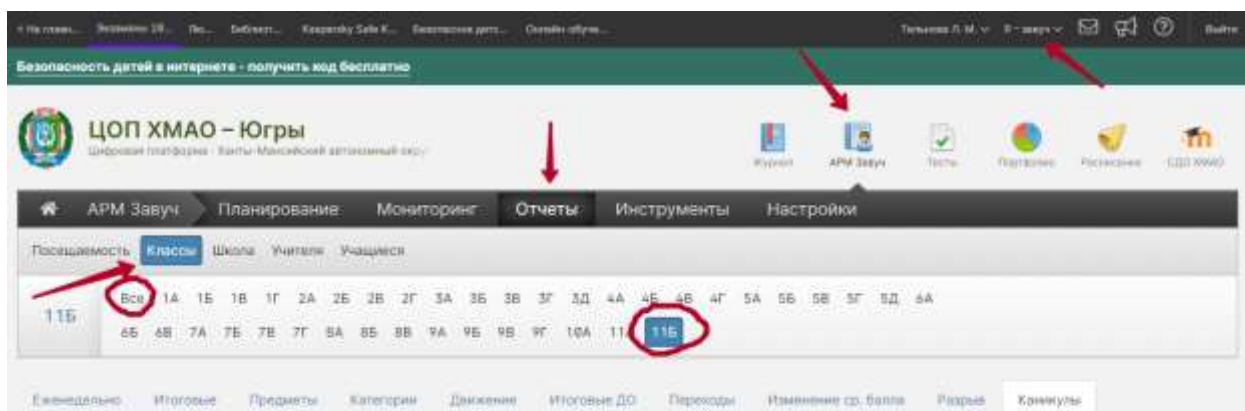 Безопасность детей в интернете - получить код бесплатно
ЦОП ХМАО – Югры
Журнал АРМ Завуч Тесты Портфолио Расписание СДО ХМАО
АРМ Завуч Планирование Мониторинг Отчеты Инструменты Настройки
Посещаемость Классы Школа Учителя Учащиеся
11Б
Все 1А 1Б 1В 1Г 2А 2Б 2В 2Г 3А 3Б 3В 3Г 3Д 4А 4Б 4В 4Г 5А 5Б 5В 5Г 5Д 6А
6Б 6В 7А 7Б 7В 7Г 8А 8Б 8В 9А 9Б 9В 9Г 10А 11Б
Еженедельно Итоговые Предметы Категории Движение Итоговые ДО Переходы Изменение ср. балла Разрыв Каникулы